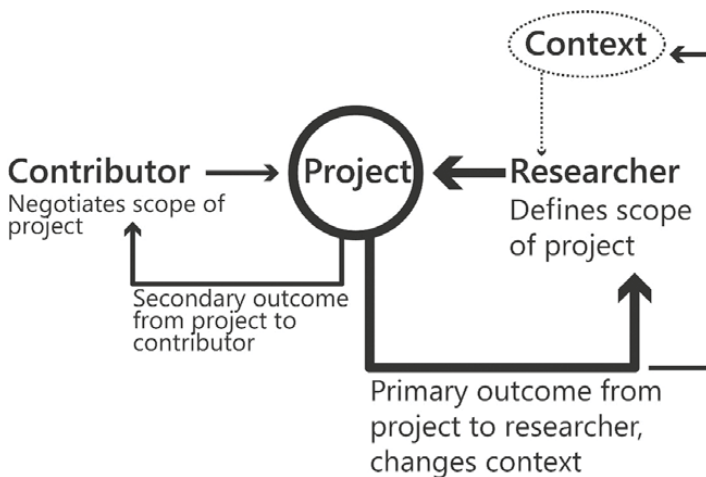 Context
Contributor
Negotiates scope of
project
Project
Researcher
Defines scope
of project
Secondary outcome
from project to
contributor
Primary outcome from
project to researcher,
changes context